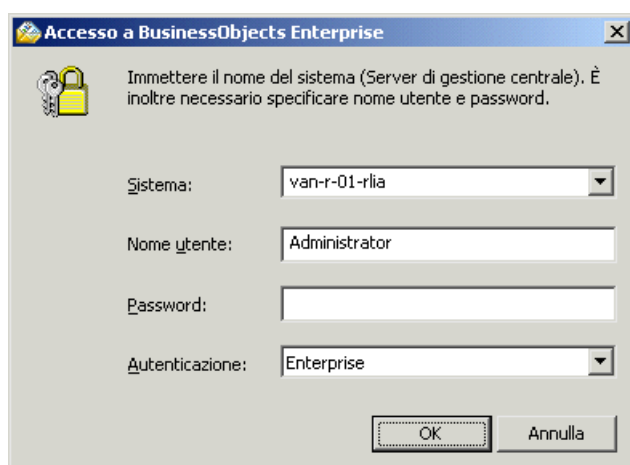 Accesso a BusinessObjects Enterprise
Immettere il nome del sistema (Server di gestione centrale). È
inoltre necessario specificare nome utente e password.
Sistema: van-r-01-rlia
Nome utente: Administrator
Password:
Autenticazione: Enterprise
OK Annulla